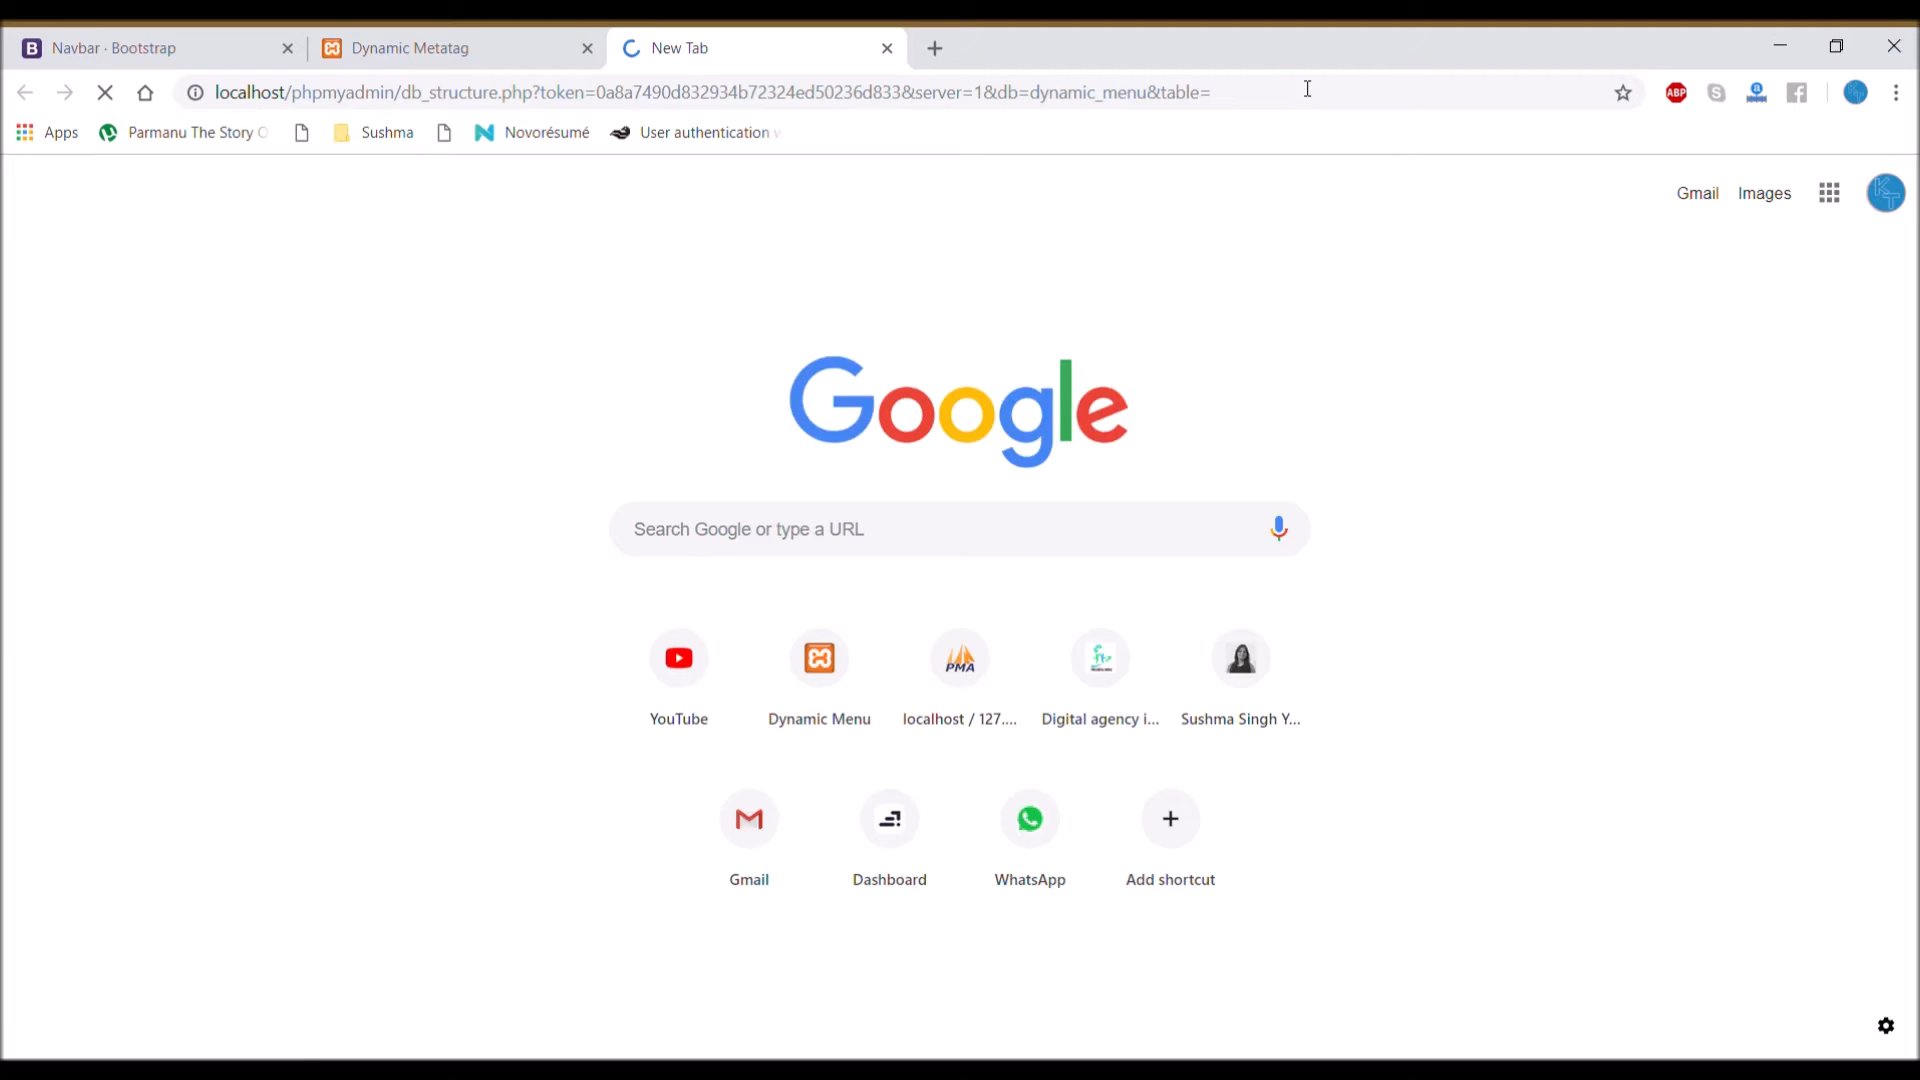 B Navbar · Bootstrap
Dynamic Metatag
New Tab
localhost/phpmyadmin/db_structure.php?token=0a8a7490d832934b72324ed50236d833&server=1&db=dynamic_menu&table=
ABP
Apps
Parmanu The Story
Sushma
Novorésumé
User authentication
Gmail
Images
KT
Google
Search Google or type a URL
PMA
YouTube
Dynamic Menu
localhost / 127....
Digital agency i...
Sushma Singh Y...
Gmail
Dashboard
WhatsApp
Add shortcut